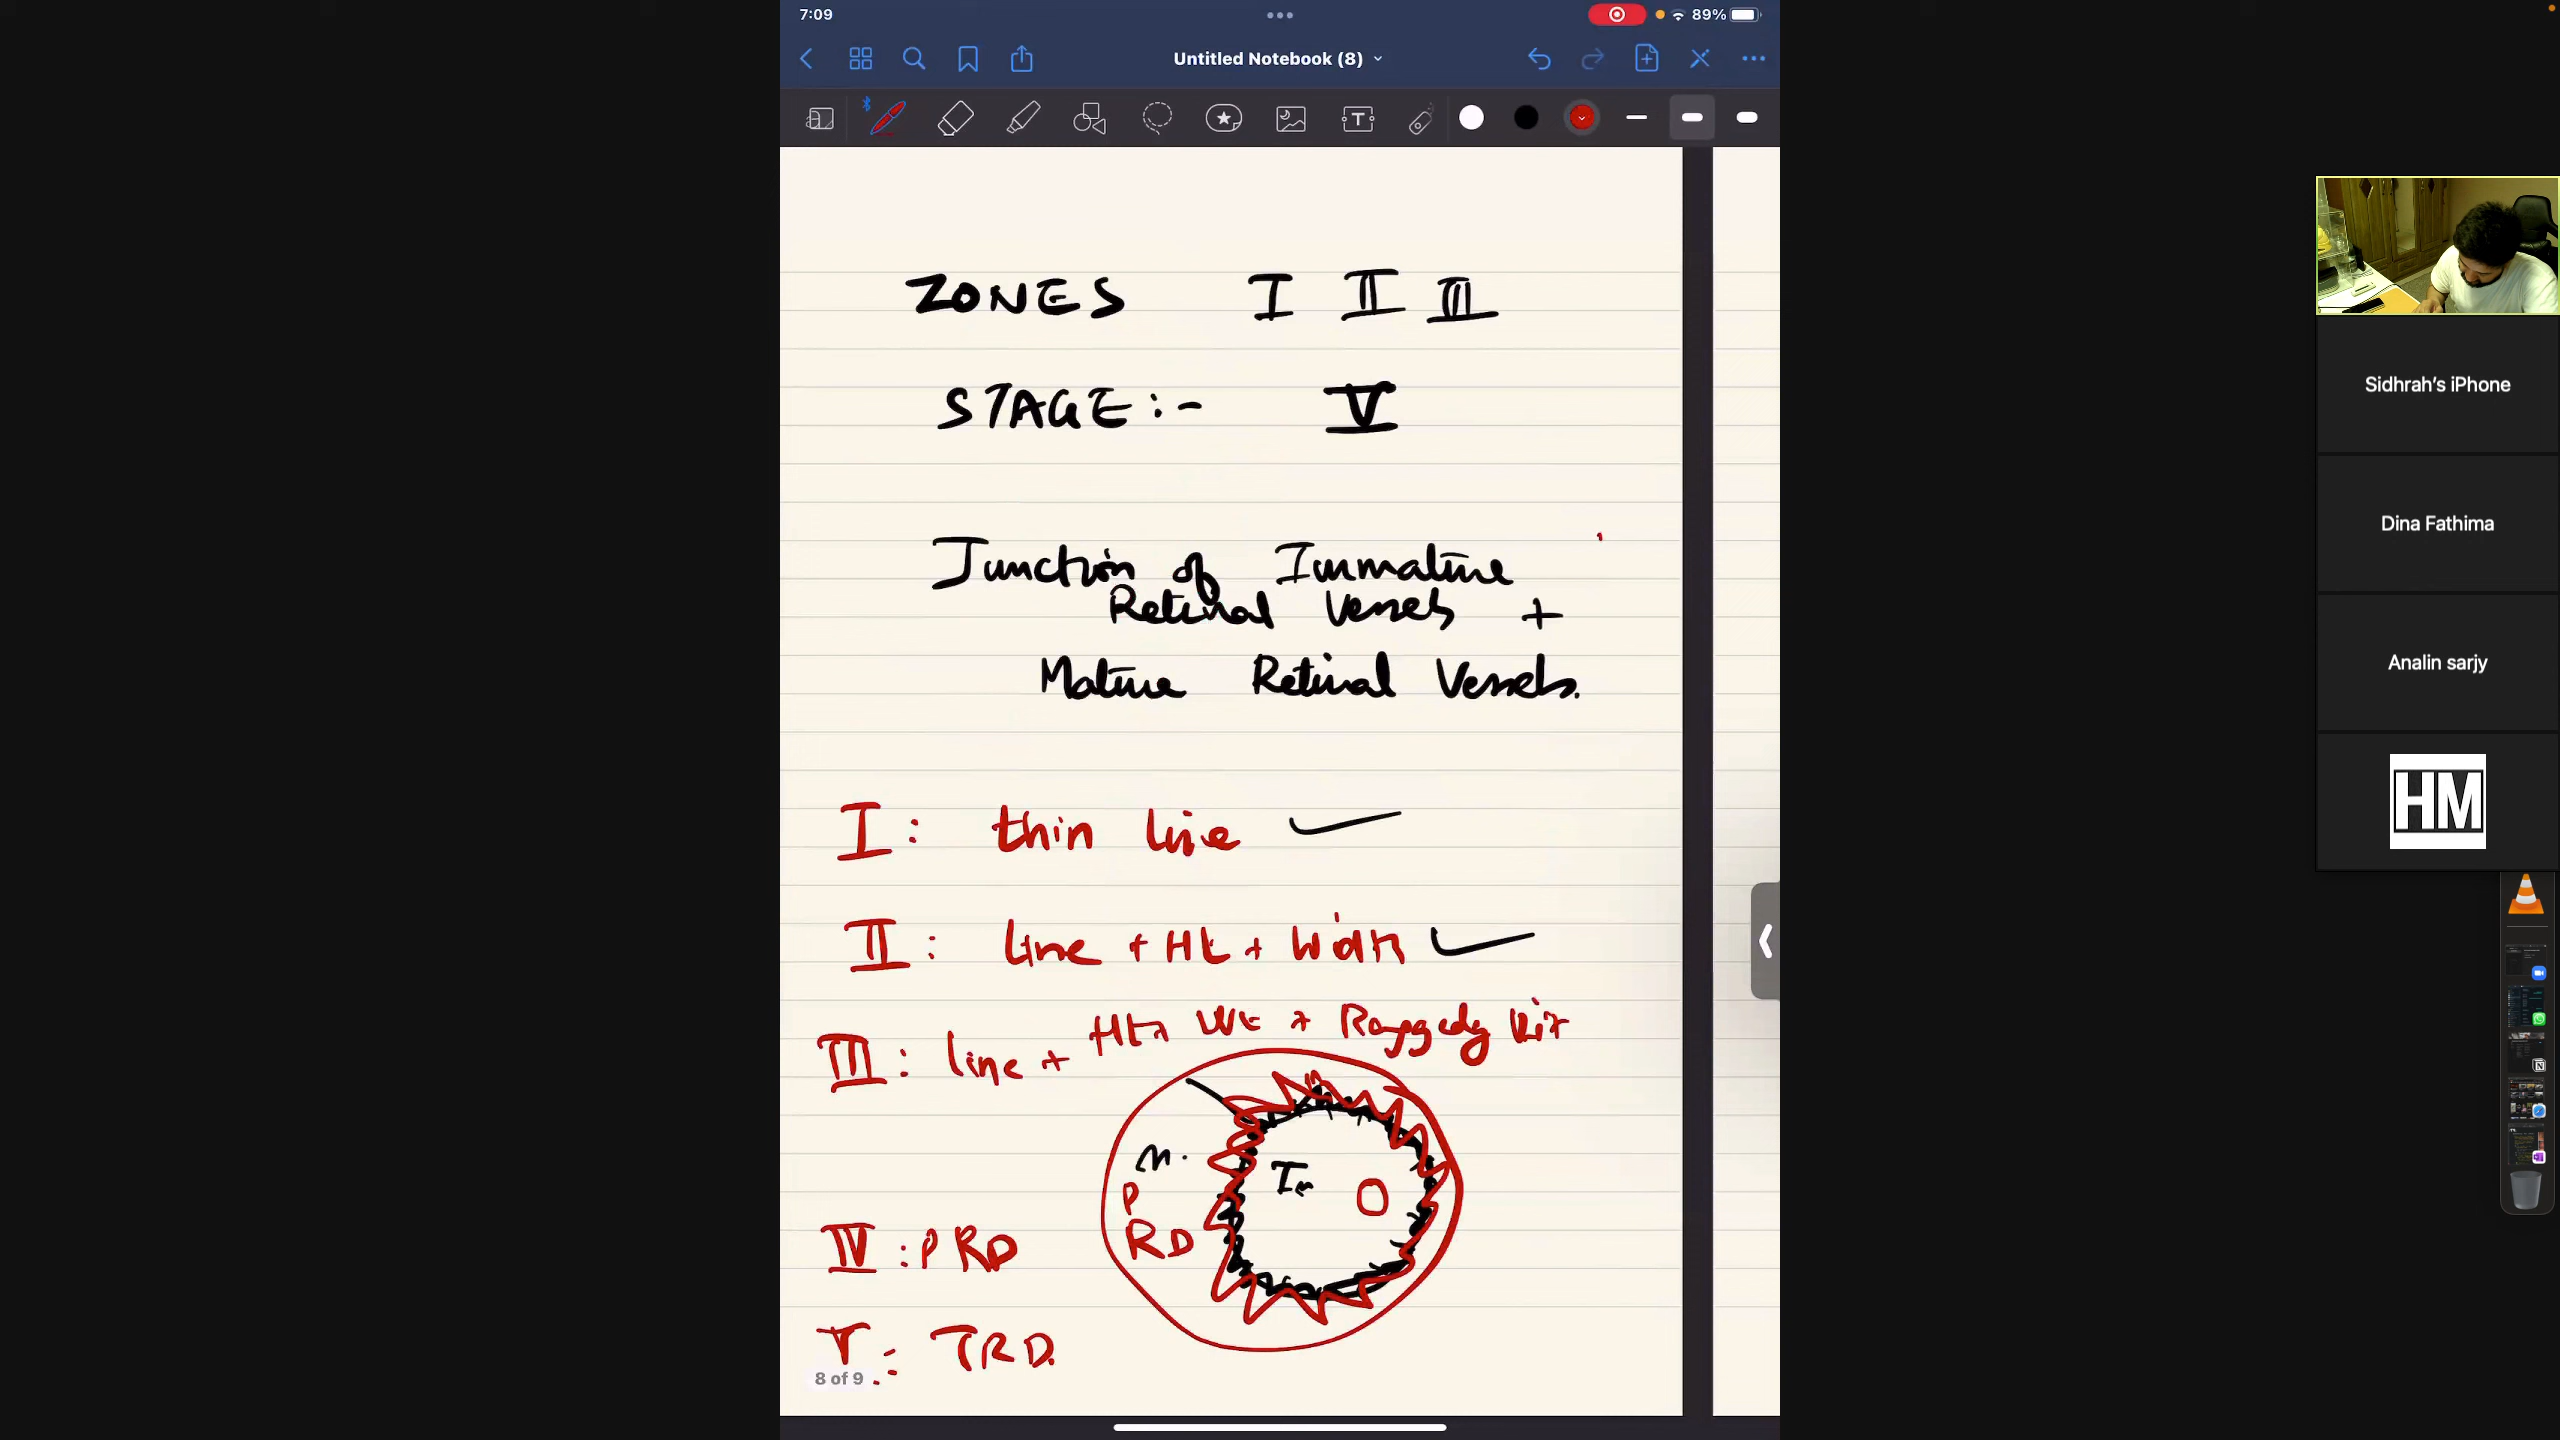 7:09
89%
Untitled Notebook (8)
ZONES I II III
STAGE :- V
Junction of Immature
Retinal Vessels +
Mature Retinal Vessels.
I : thin line
II : line + Ht + Width
III : line + Ht + Wt + Raggedy
M.
Im
P
RD
O
IV : PRD
V : TRD.
8 of 9
Sidhrah's iPhone
Dina Fathima
Analin sarjy
HM